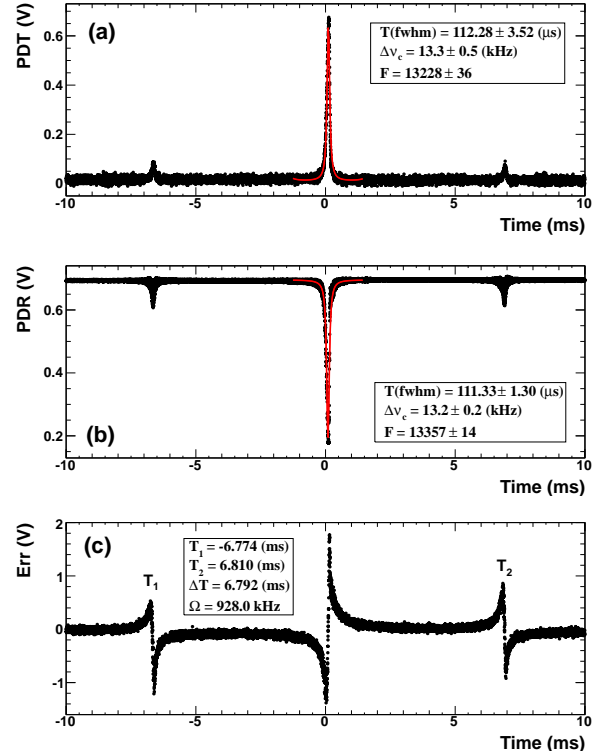 PDT (V)
(a)
T(fwhm) = 112.28 ± 3.52 (μs)
Δν_c = 13.3 ± 0.5 (kHz)
F = 13228 ± 36
0.6
0.4
0.2
0
-10 -5 0 5 10
Time (ms)
PDR (V)
0.6
0.4
0.2
T(fwhm) = 111.33 ± 1.30 (μs)
Δν_c = 13.2 ± 0.2 (kHz)
F = 13357 ± 14
(b)
-10 -5 0 5 10
Time (ms)
Err (V)
2
1
0
-1
(c)
T_1 = -6.774 (ms)
T_2 = 6.810 (ms)
ΔT = 6.792 (ms)
Ω = 928.0 kHz
T_1
T_2
-10 -5 0 5 10
Time (ms)